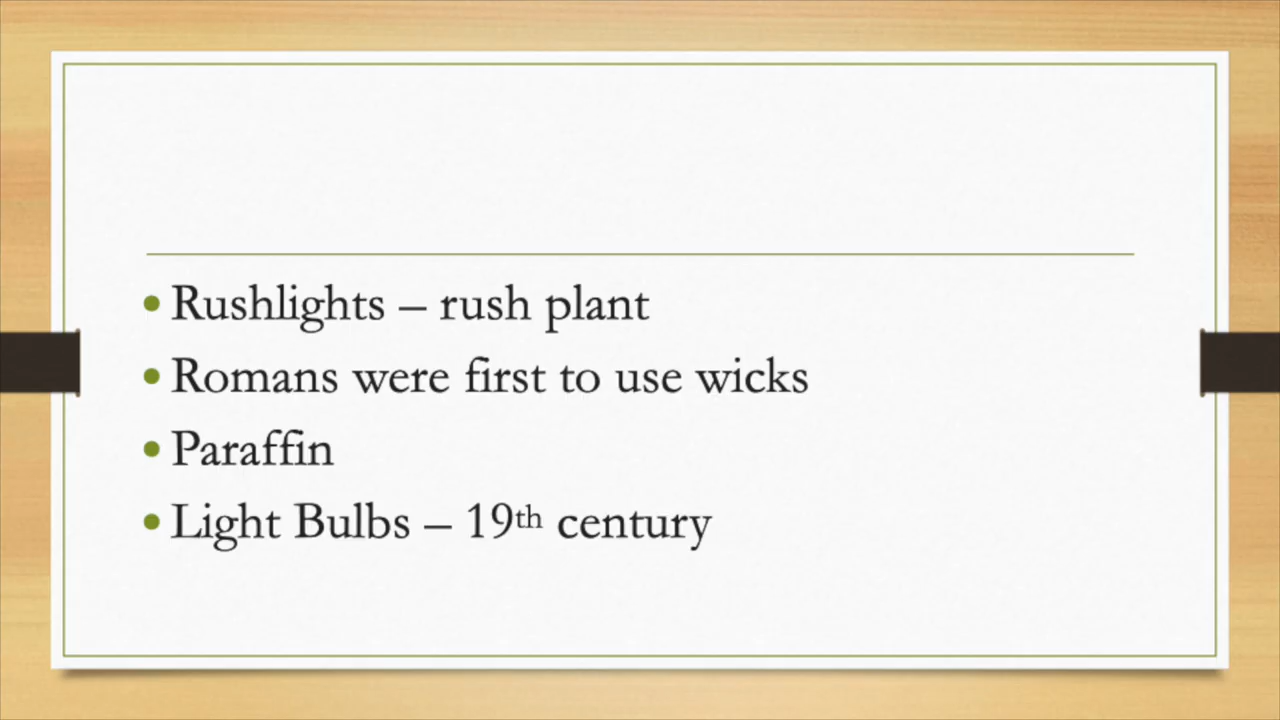 • Rushlights – rush plant
• Romans were first to use wicks
• Paraffin
• Light Bulbs – 19th century